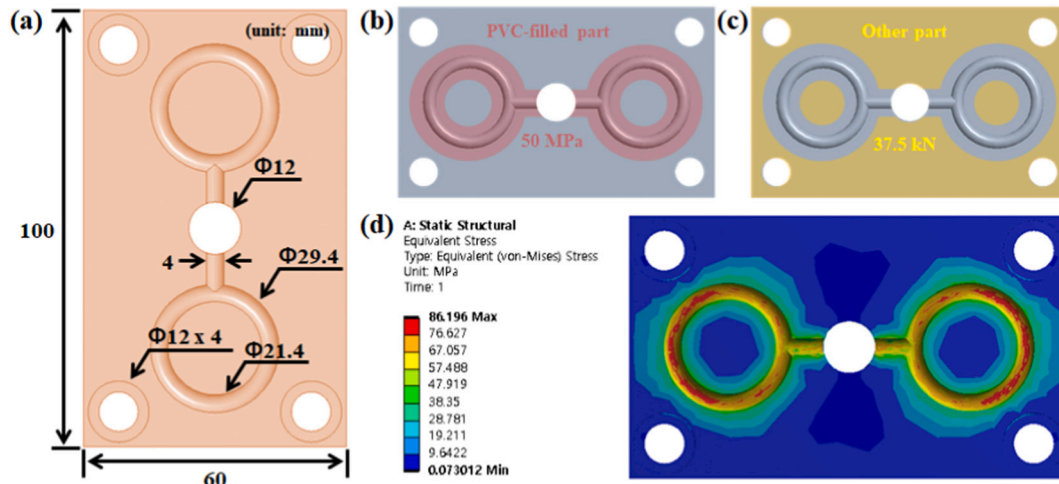 (a)
(unit: mm)
Φ12
100
4
Φ29.4
Φ12 x 4
Φ21.4
60
(b)
PVC-filled part
50 MPa
(c)
Other part
37.5 kN
(d)
A: Static Structural
Equivalent Stress
Type: Equivalent (von-Mises) Stress
Unit: MPa
Time: 1
86.196 Max
76.627
67.057
57.488
47.919
38.35
28.781
19.211
9.6422
0.073012 Min